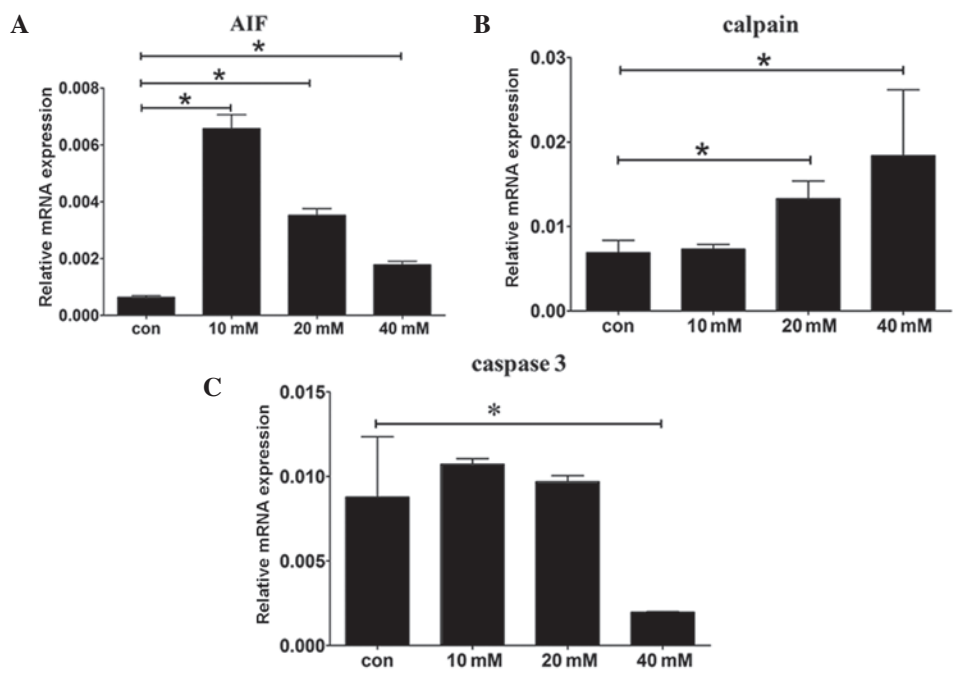 A
AIF
*
*
*
Relative mRNA expression
0.008
0.006
0.004
0.002
0.000
con 10 mM 20 mM 40 mM
B
calpain
*
*
Relative mRNA expression
0.03
0.02
0.01
0.00
con 10 mM 20 mM 40 mM
C
caspase 3
*
Relative mRNA expression
0.015
0.010
0.005
0.000
con 10 mM 20 mM 40 mM